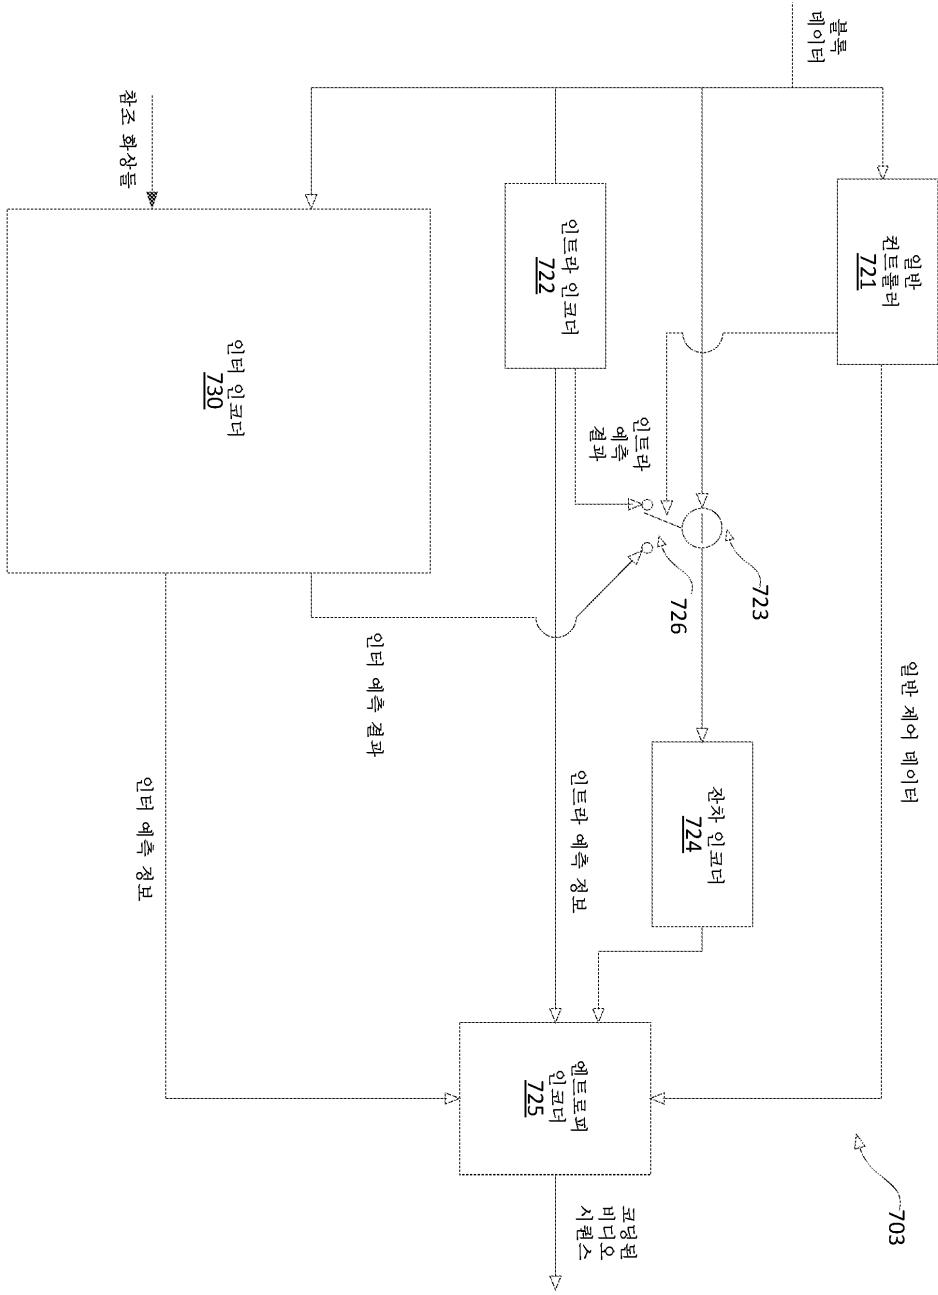 블록
데이터
일반
컨트롤러
721
일반 제어 데이터
703
723
726
잔차 인코더
724
인트라 인코더
722
인트라
예측
결과
인트라 예측 정보
엔트로피
인코더
725
코딩된
비디오
시퀀스
인터 예측 결과
인터 인코더
730
인터 예측 정보
참조 화상들